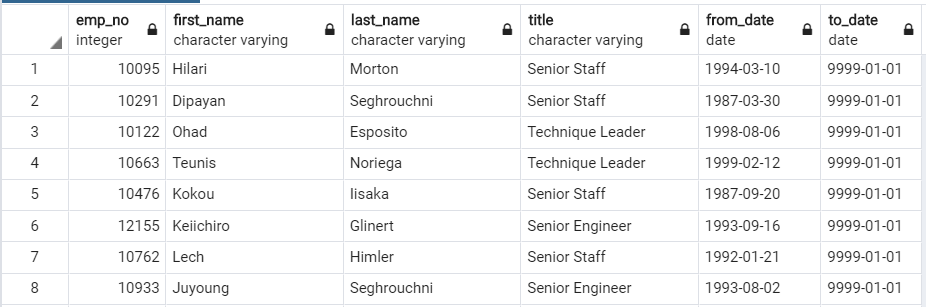 emp_no first_name last_name title from_date to_date
integer character varying character varying character varying date date
1 10095 Hilari Morton Senior Staff 1994-03-10 9999-01-01
2 10291 Dipayan Seghrouchni Senior Staff 1987-03-30 9999-01-01
3 10122 Ohad Esposito Technique Leader 1998-08-06 9999-01-01
4 10663 Teunis Noriega Technique Leader 1999-02-12 9999-01-01
5 10476 Kokou Iisaka Senior Staff 1987-09-20 9999-01-01
6 12155 Keiichiro Glinert Senior Engineer 1993-09-16 9999-01-01
7 10762 Lech Himler Senior Staff 1992-01-21 9999-01-01
8 10933 Juyoung Seghrouchni Senior Engineer 1993-08-02 9999-01-01